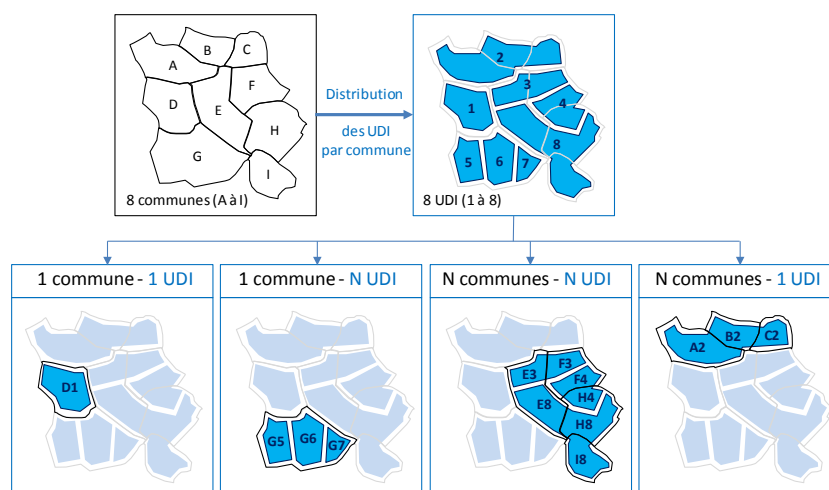 B
C
A
F
D
E
H
G
I
8 communes (A à I)
Distribution
des UDI
par commune
2
3
4
1
8
5
6
7
8 UDI (1 à 8)
1 commune - 1 UDI
1 commune - N UDI
N communes - N UDI
N communes - 1 UDI
D1
G5
G6
G7
F3
E3
F4
H4
E8
H8
I8
B2
C2
A2